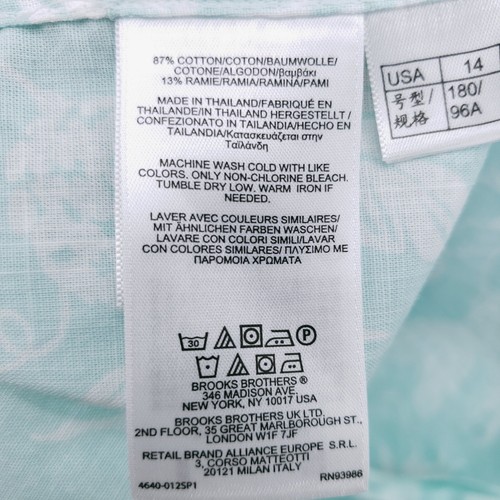 87% COTTON/COTON/BAUMWOLLE/
COTONE/ALGODON/βαμβάκι
13% RAMIE/RAMIA/RAMINA/ΡΑΜΙ
MADE IN THAILAND/FABRIQUÉ EN
THAILANDE/IN THAILAND HERGESTELLT /
CONFEZIONATO IN TAILANDIA/HECHO EN
TAILANDIA/Κατασκευάζεται στην
Ταϊλάνδη
MACHINE WASH COLD WITH LIKE
COLORS. ONLY NON-CHLORINE BLEACH.
TUMBLE DRY LOW. WARM IRON IF
NEEDED.
LAVER AVEC COULEURS SIMILAIRES/
MIT ÄHNLICHEN FARBEN WASCHEN/
LAVARE CON COLORI SIMILI/LAVAR
CON COLORES SIMILARES/ ΠΛΥΣΙΜΟ ΜΕ
ΠΑΡΟΜΟΙΑ ΧΡΩΜΑΤΑ
30 P
BROOKS BROTHERS ®
346 MADISON AVE.
NEW YORK, NY 10017 USA
BROOKS BROTHERS UK LTD.
2ND FLOOR, 35 GREAT MARLBOROUGH ST.,
LONDON W1F 7JF
RETAIL BRAND ALLIANCE EUROPE S.R.L.
3, CORSO MATTEOTTI
20121 MILAN ITALY
4640-012SP1 RN93986
USA 14
号型/规格 180/96A